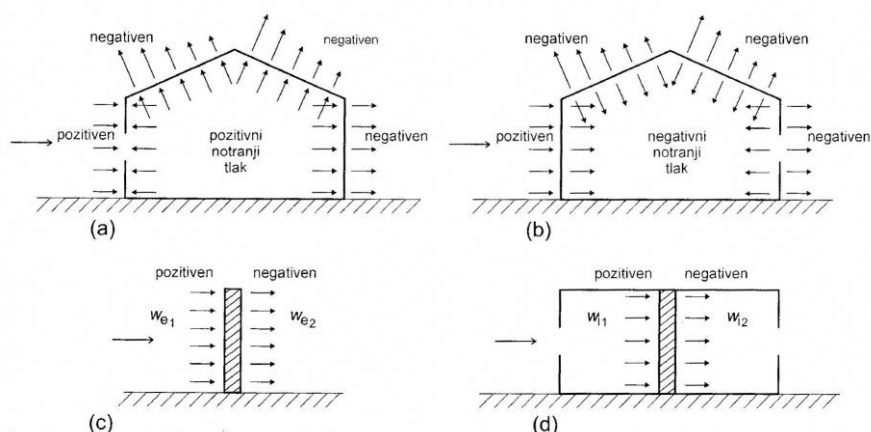 negativen
negativen
pozitiven
pozitivni
notranji
tlak
negativen
(a)
negativen
negativen
pozitiven
negativni
notranji
tlak
negativen
(b)
pozitiven negativen
We1 We2
(c)
pozitiven negativen
Wi1 Wi2
(d)